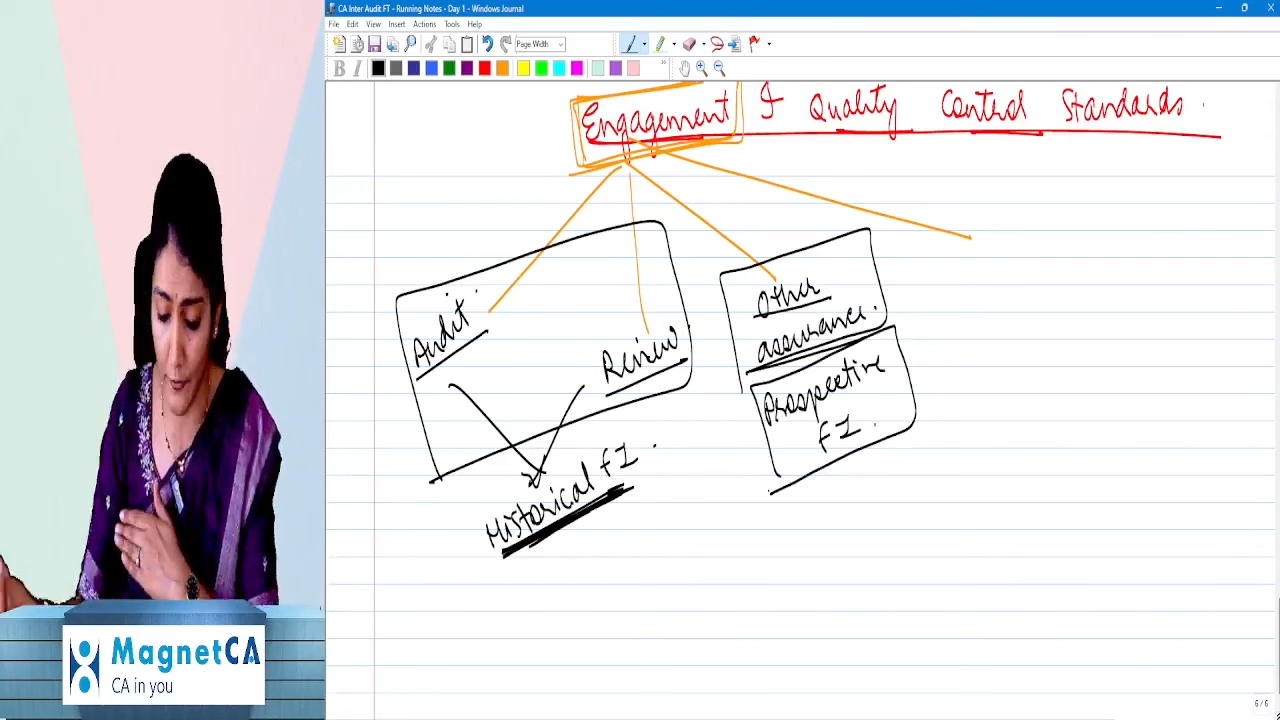 CA Inter Audit FT - Running Notes - Day 1 - Windows Journal
File Edit View Insert Actions Tools Help
Page Width
B I
Engagement & Quality Control Standards
Audit
Review
Historical FI
Other
assurance.
Prospective
FI.
MagnetCA
CA in you
6 / 6